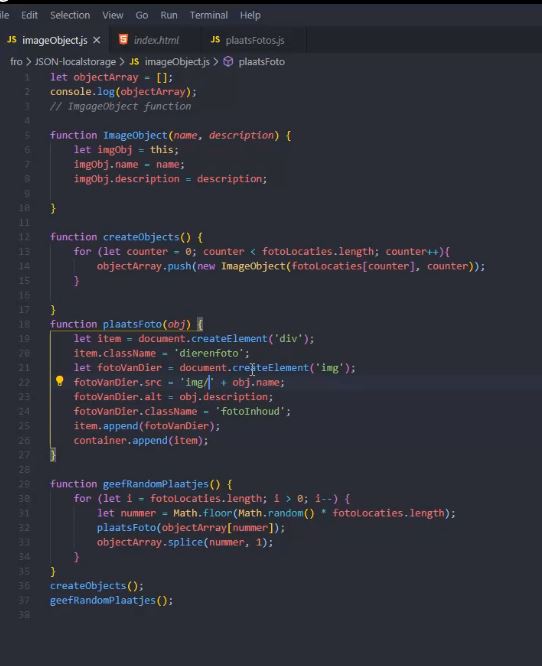 ile Edit Selection View Go Run Terminal Help
JS imageObject.js × index.html JS plaatsFotos.js
fro > JSON-localstorage > JS imageObject.js > plaatsFoto
1 let objectArray = [];
2 console.log(objectArray);
3 // ImgageObject function
4
5 function ImageObject(name, description) {
6 let imgObj = this;
7 imgObj.name = name;
8 imgObj.description = description;
9
10 }
11
12 function createObjects() {
13 for (let counter = 0; counter < fotoLocaties.length; counter++){
14 objectArray.push(new ImageObject(fotoLocaties[counter], counter));
15 }
16
17 }
18 function plaatsFoto(obj) {
19 let item = document.createElement('div');
20 item.className = 'dierenfoto';
21 let fotoVanDier = document.createElement('img');
22 fotoVanDier.src = 'img/' + obj.name;
23 fotoVanDier.alt = obj.description;
24 fotoVanDier.className = 'fotoInhoud';
25 item.append(fotoVanDier);
26 container.append(item);
27 }
28
29 function geefRandomPlaatjes() {
30 for (let i = fotoLocaties.length; i > 0; i--) {
31 let nummer = Math.floor(Math.random() * fotoLocaties.length);
32 plaatsFoto(objectArray[nummer]);
33 objectArray.splice(nummer, 1);
34 }
35 }
36 createObjects();
37 geefRandomPlaatjes();
38